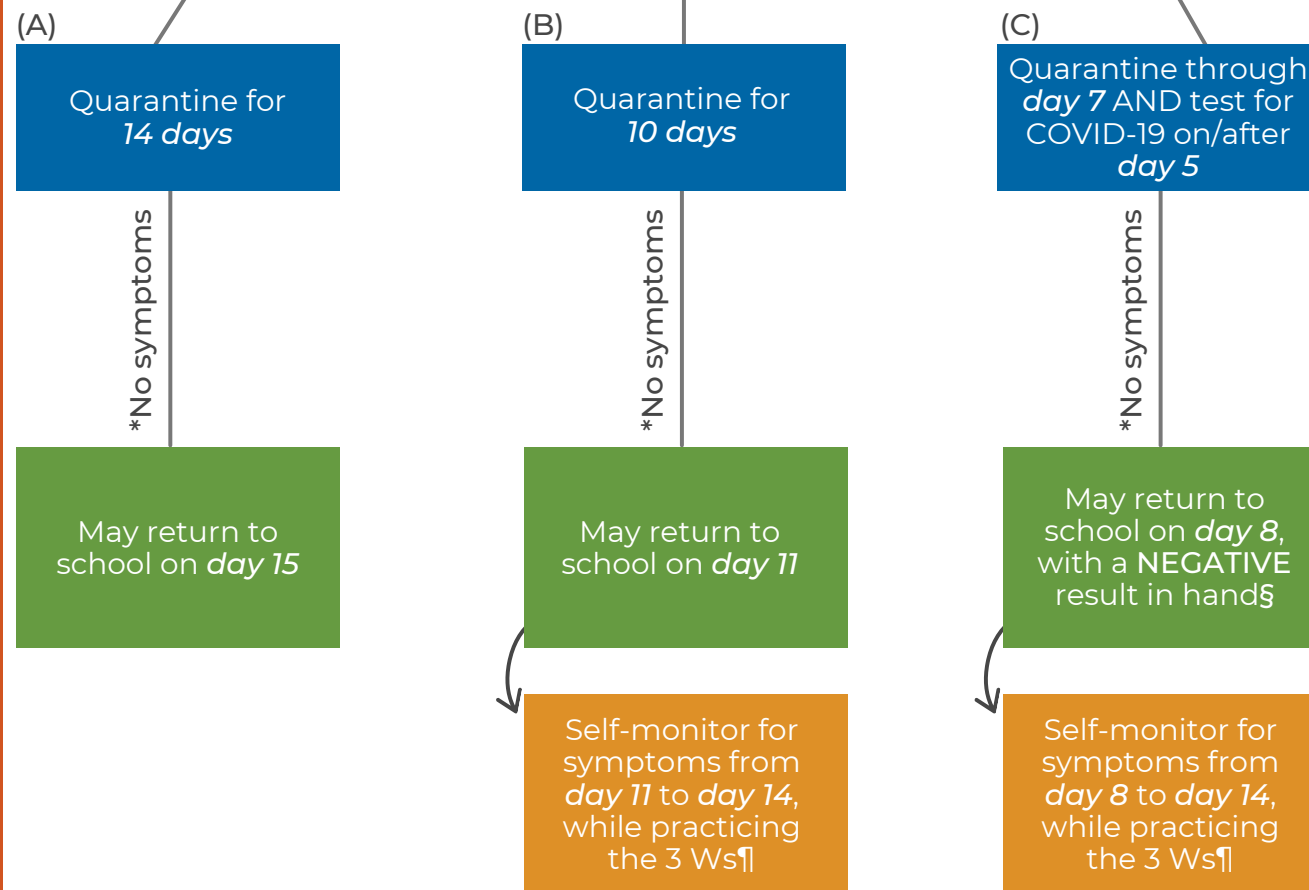 (A)
Quarantine for
14 days
*No symptoms
May return to
school on day 15
(B)
Quarantine for
10 days
*No symptoms
May return to
school on day 11
Self-monitor for
symptoms from
day 11 to day 14,
while practicing
the 3 Ws¶
(C)
Quarantine through
day 7 AND test for
COVID-19 on/after
day 5
*No symptoms
May return to
school on day 8,
with a NEGATIVE
result in hand§
Self-monitor for
symptoms from
day 8 to day 14,
while practicing
the 3 Ws¶